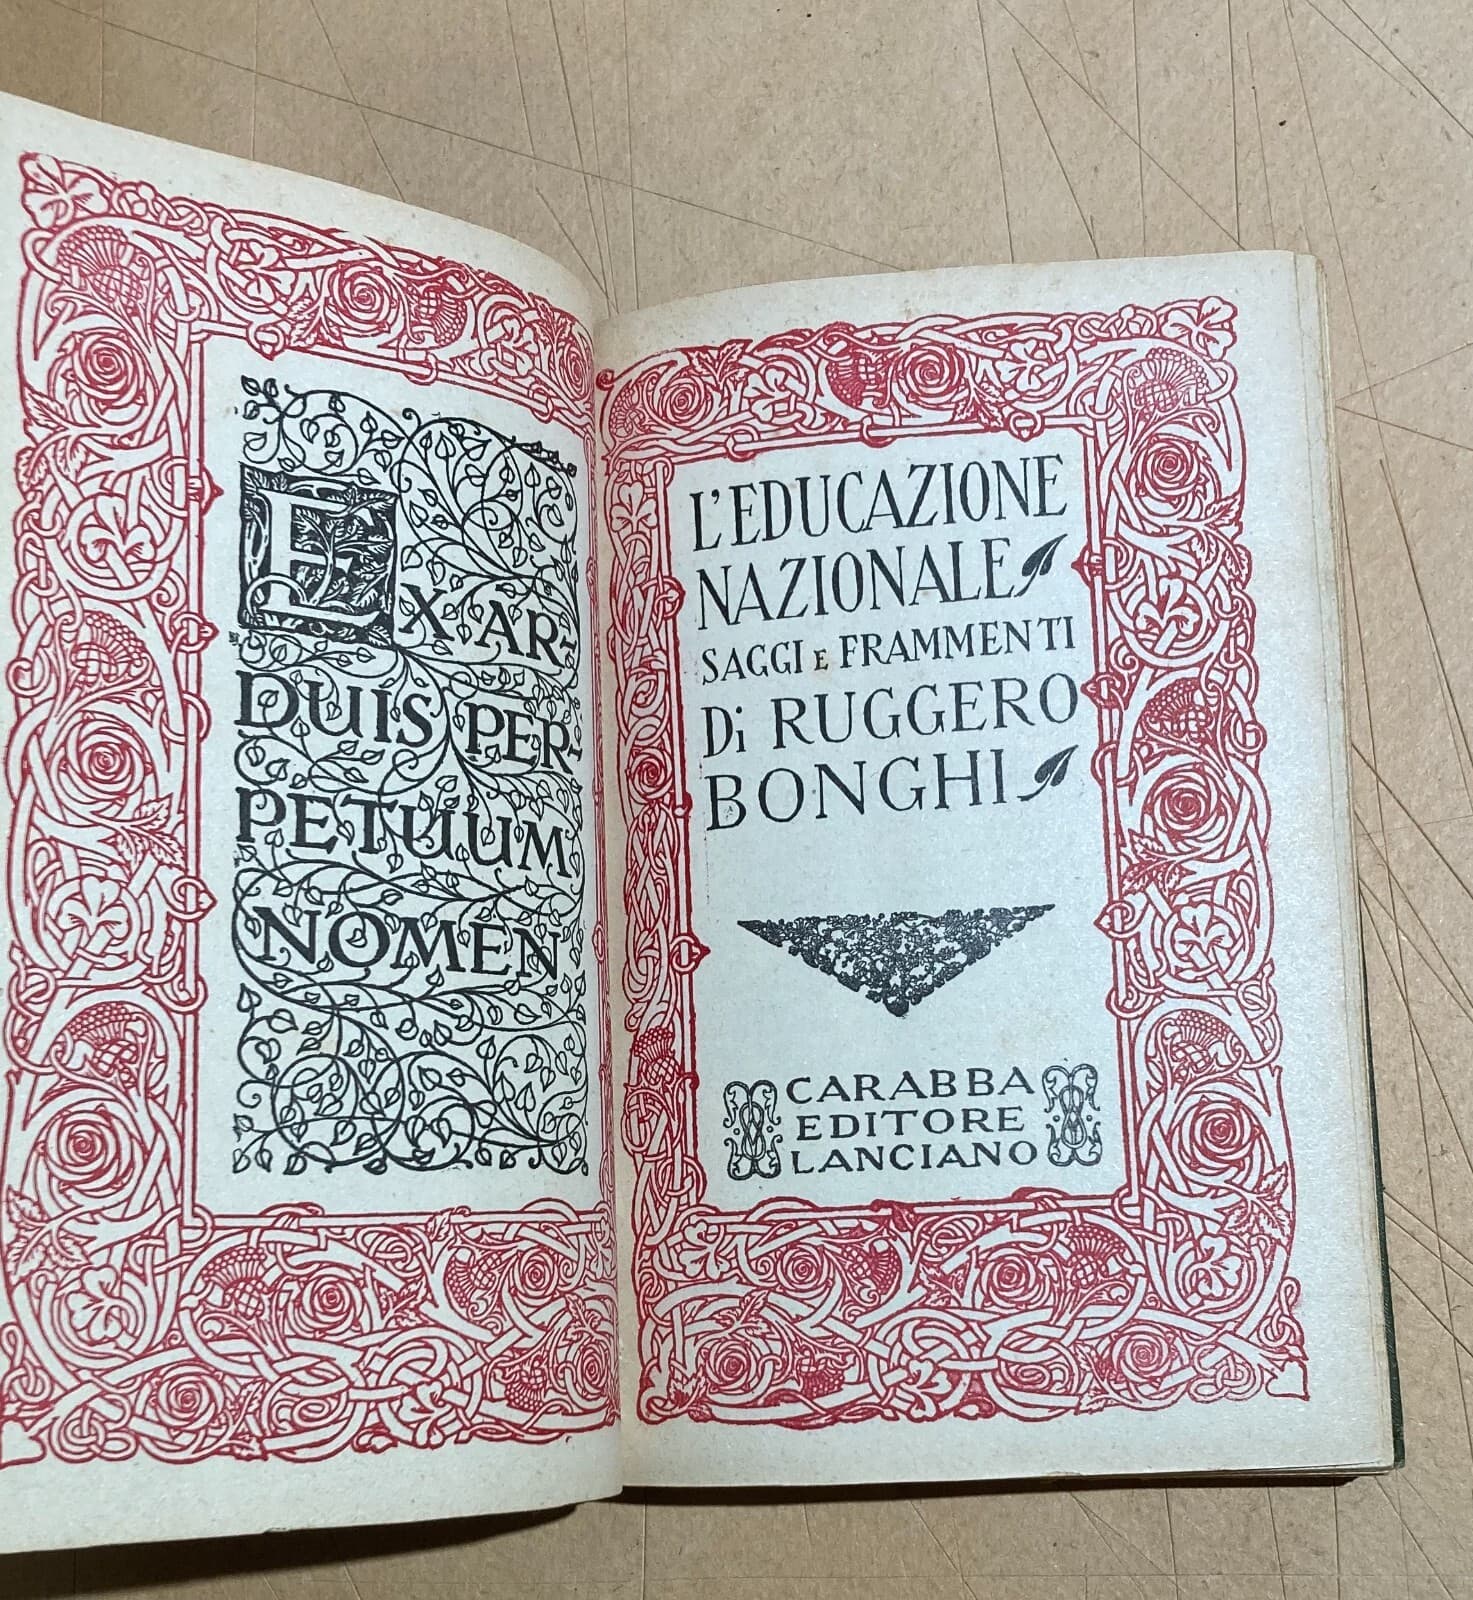 EX AR-
DUIS PER-
PETUUM
NOMEN
L'EDUCAZIONE
NAZIONALE
SAGGI E FRAMMENTI
Di RUGGERO
BONGHI
CARABBA
EDITORE
LANCIANO